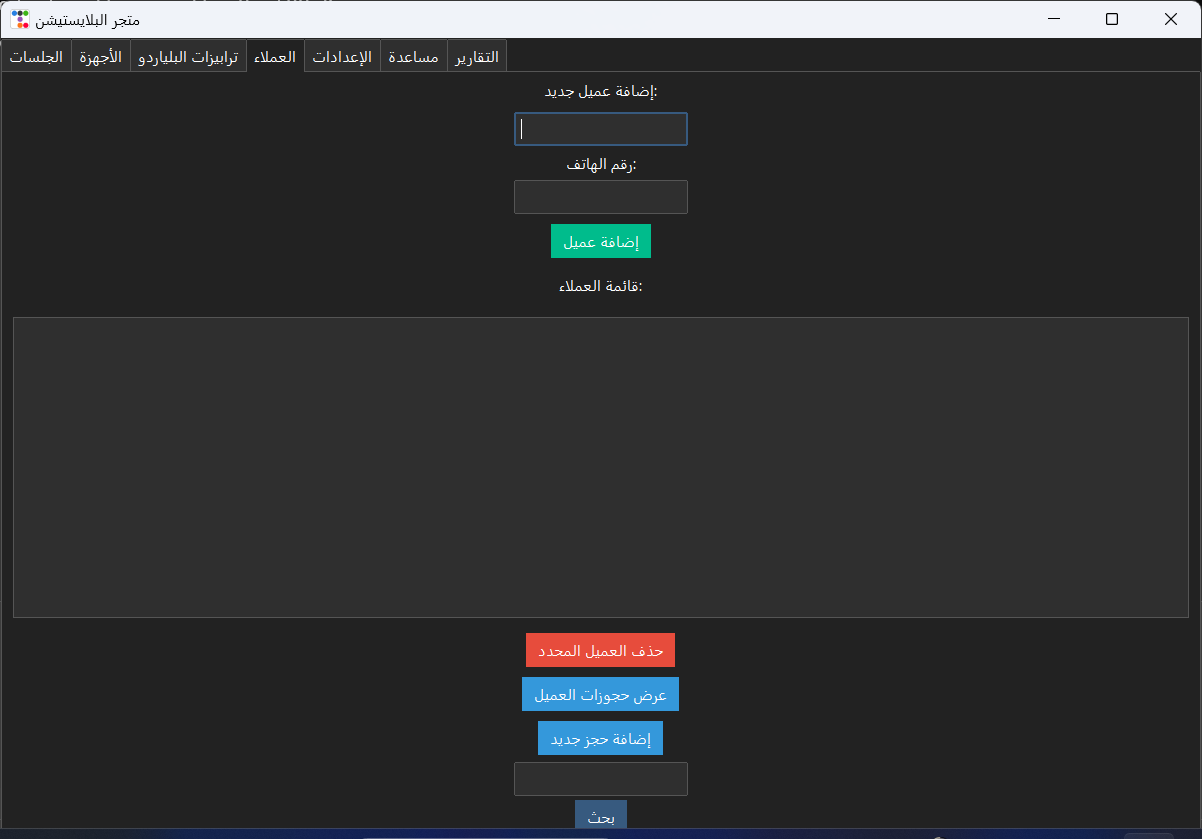 متجر البلايستيشن
الجلسات
الأجهزة
ترابيزات البلياردو
العملاء
الإعدادات
مساعدة
التقارير
إضافة عميل جديد:
رقم الهاتف:
إضافة عميل
قائمة العملاء:
حذف العميل المحدد
عرض حجوزات العميل
إضافة حجز جديد
بحث